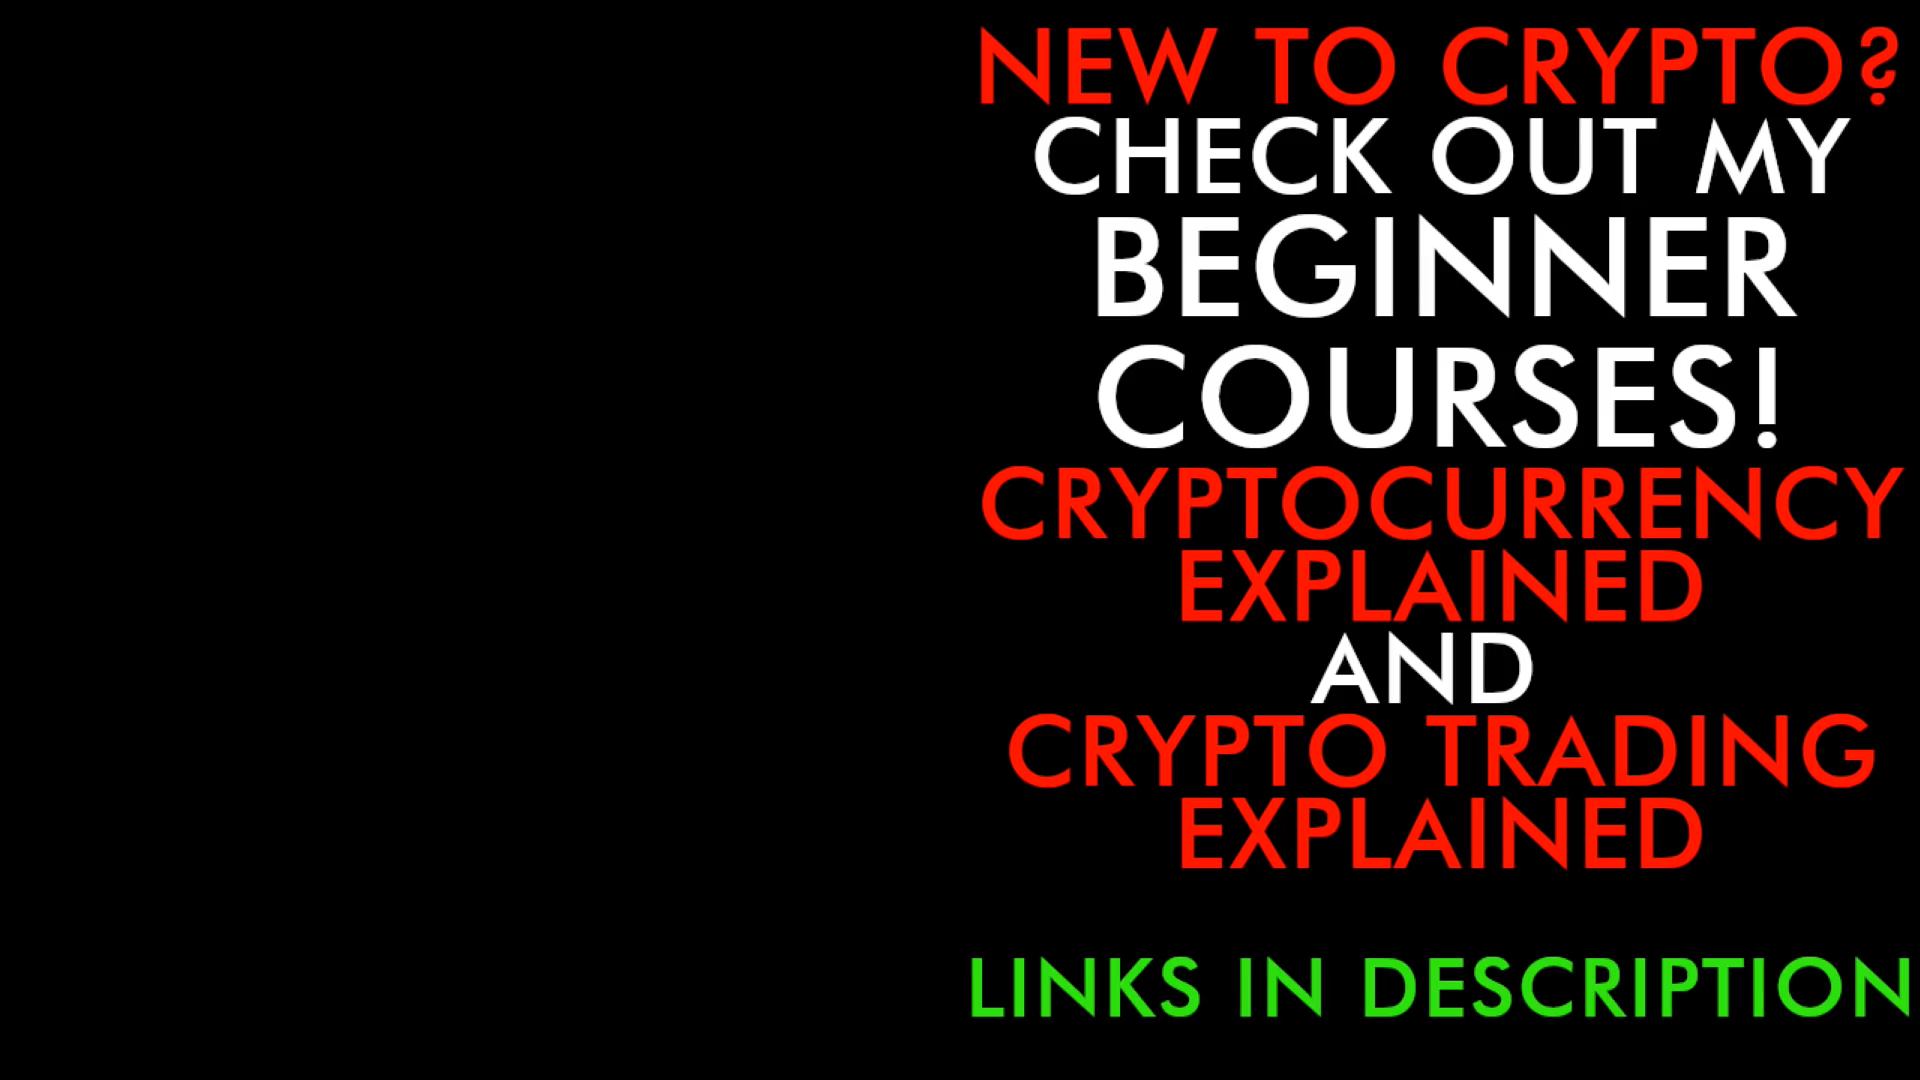 NEW TO CRYPTO?
CHECK OUT MY
BEGINNER
COURSES!
CRYPTOCURRENCY
EXPLAINED
AND
CRYPTO TRADING
EXPLAINED
LINKS IN DESCRIPTION